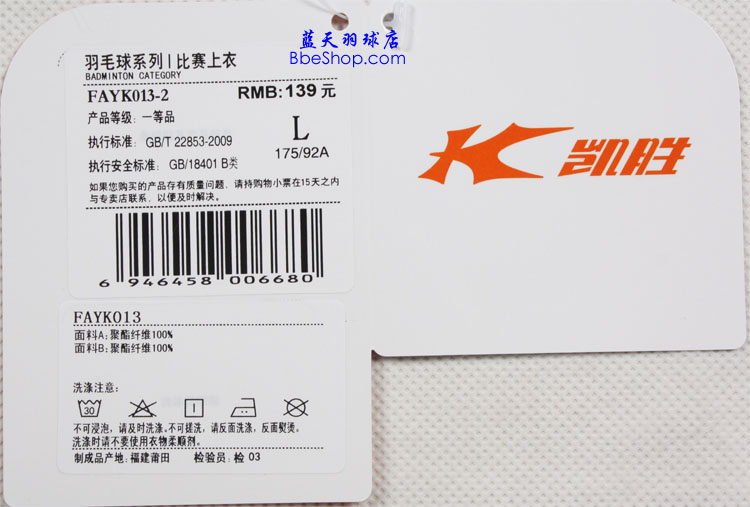 蓝天羽球店
BbeShop.com
羽毛球系列 | 比赛上衣
BADMINTON CATEGORY
FAYK013-2 RMB: 139 元
产品等级: 一等品
执行标准: GB/T 22853-2009
L
175/92A
执行安全标准: GB/18401 B类
如果您购买的产品存有质量问题, 请持购物小票在15天之内
与专卖店联系, 以便及时解决。
6 946458 006680
FAYK013
面料A: 聚酯纤维100%
面料B: 聚酯纤维100%
洗涤注意:
30
不可浸泡, 请及时洗涤。不可搓洗, 请反面洗涤, 反面熨烫。
洗涤时请不要使用衣物柔顺剂。
制成品产地: 福建莆田 检验员: 检 03
凯胜